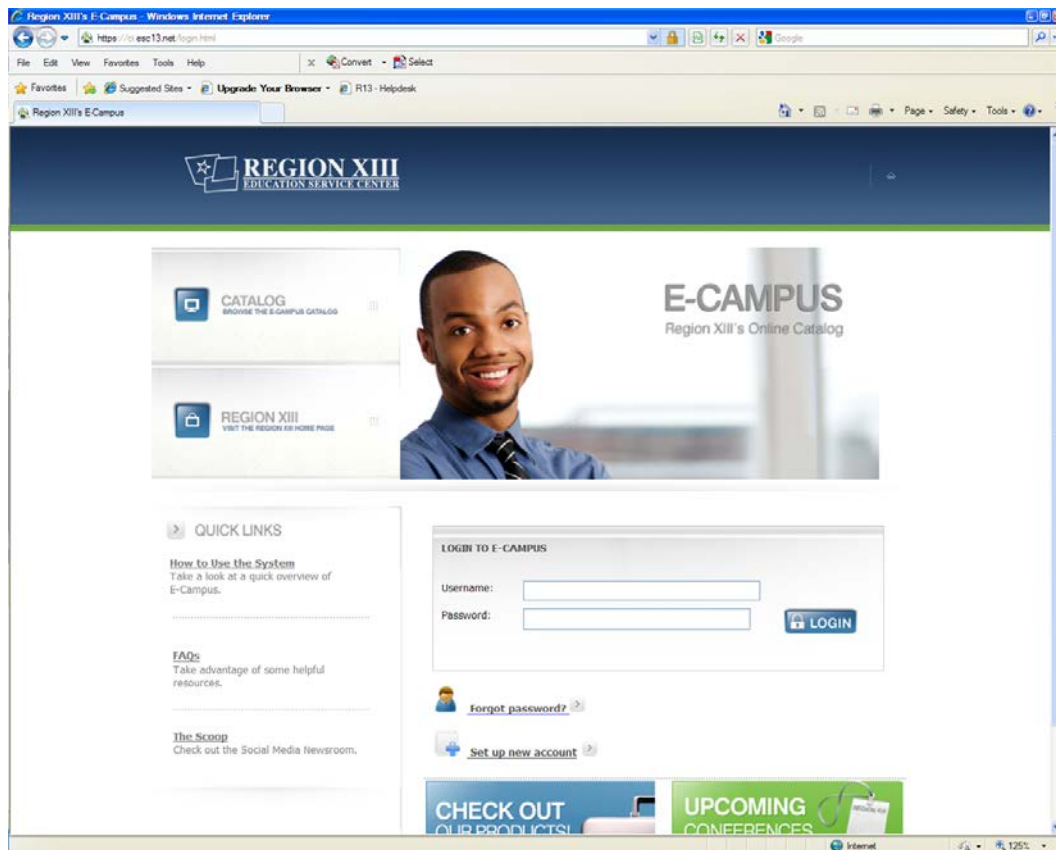 Region XIII's E-Campus - Windows Internet Explorer
esc13.net/login.html
Google
File Edit View Favorites Tools Help
Convert
Select
Favorites
Suggested Sites
Upgrade Your Browser
R13 - Helpdesk
Region XIII's E-Campus
Page
Safety
Tools
REGION XIII
EDUCATION SERVICE CENTER
CATALOG
BROWSE THE E-CAMPUS CATALOG
REGION XIII
VISIT THE REGION XIII HOME PAGE
E-CAMPUS
Region XIII's Online Catalog
QUICK LINKS
How to Use the System
Take a look at a quick overview of
E-Campus.
FAQs
Take advantage of some helpful
resources.
The Scoop
Check out the Social Media Newsroom.
LOGIN TO E-CAMPUS
Username:
Password:
LOGIN
Forgot password?
Set up new account
CHECK OUT
OUR PRODUCTS!
UPCOMING
CONFERENCES
Internet
125%